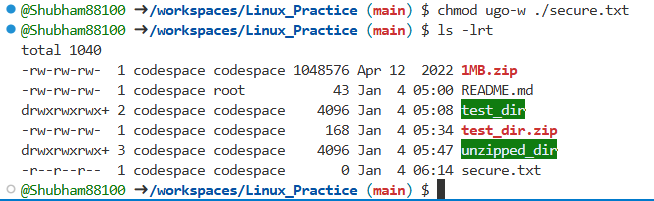 @Shubham88100 ➜/workspaces/Linux_Practice (main) $ chmod ugo-w ./secure.txt
@Shubham88100 ➜/workspaces/Linux_Practice (main) $ ls -lrt
total 1040
-rw-rw-rw-  1 codespace codespace 1048576 Apr 12  2022 1MB.zip
-rw-rw-rw-  1 codespace root           43 Jan  4 05:00 README.md
drwxrwxrwx+ 2 codespace codespace    4096 Jan  4 05:08 test_dir
-rw-rw-rw-  1 codespace codespace     168 Jan  4 05:34 test_dir.zip
drwxrwxrwx+ 3 codespace codespace    4096 Jan  4 05:47 unzipped_dir
-r--r--r--  1 codespace codespace       0 Jan  4 06:14 secure.txt
@Shubham88100 ➜/workspaces/Linux_Practice (main) $